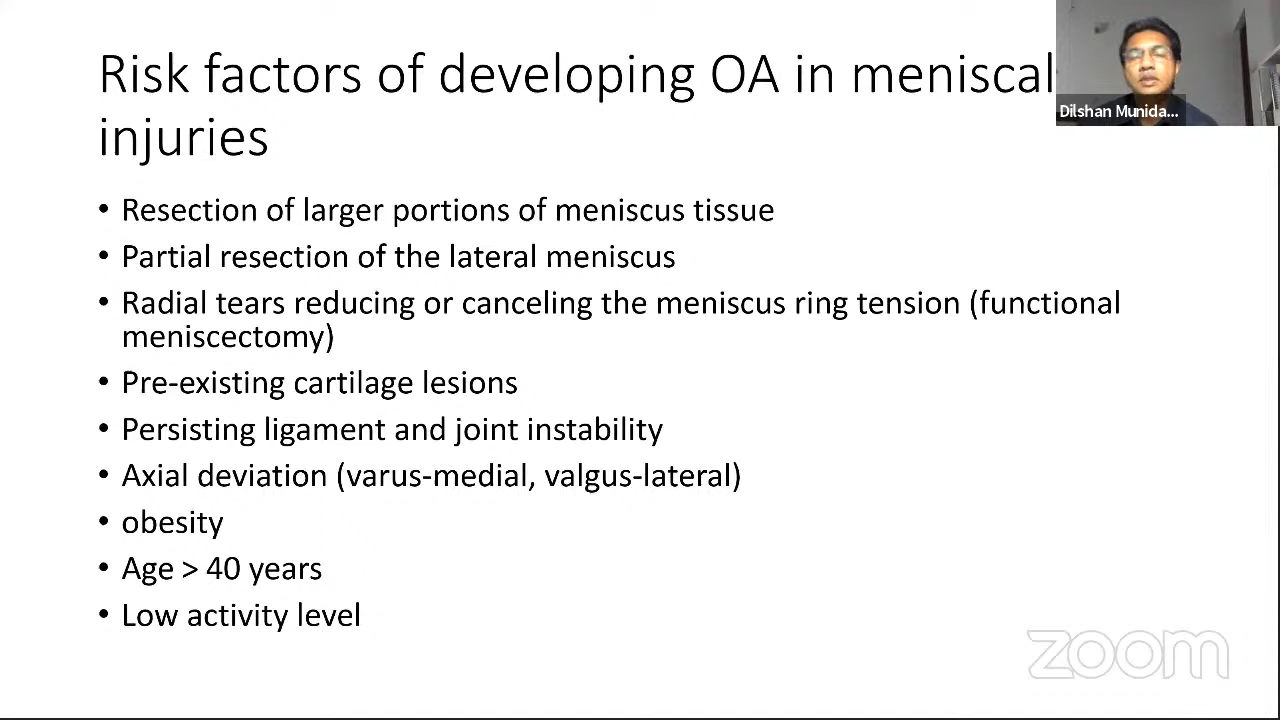 Risk factors of developing OA in meniscal
injuries
• Resection of larger portions of meniscus tissue
• Partial resection of the lateral meniscus
• Radial tears reducing or canceling the meniscus ring tension (functional
meniscectomy)
• Pre-existing cartilage lesions
• Persisting ligament and joint instability
• Axial deviation (varus-medial, valgus-lateral)
• obesity
• Age > 40 years
• Low activity level
Dilshan Munida...
zoom